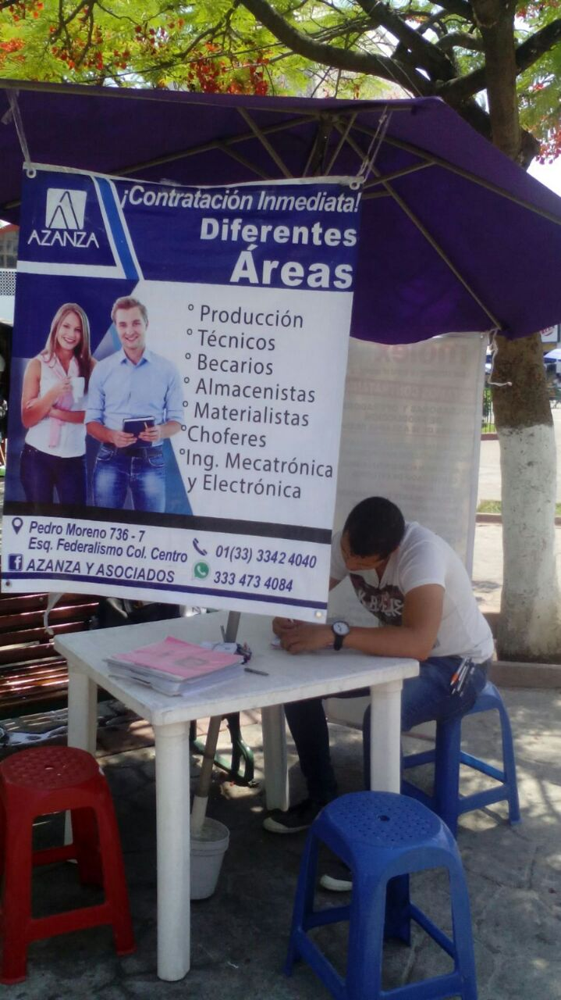 AZANZA
¡Contratación Inmediata!
Diferentes
Áreas
° Producción
° Técnicos
° Becarios
° Almacenistas
° Materialistas
°Choferes
°Ing. Mecatrónica
y Electrónica
Pedro Moreno 736 - 7
Esq. Federalismo Col. Centro
AZANZA Y ASOCIADOS
01(33) 3342 4040
333 473 4084
molex